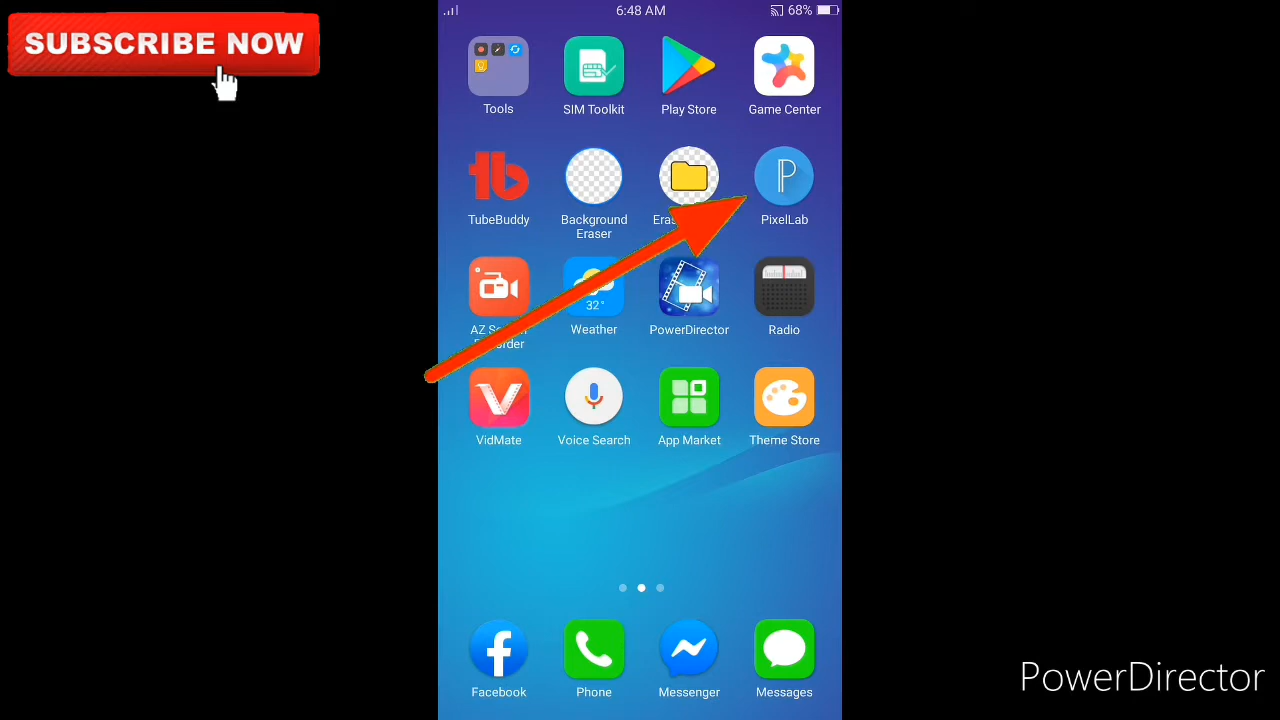 SUBSCRIBE NOW
6:48 AM
68%
Tools
SIM Toolkit
Play Store
Game Center
TubeBuddy
Background
Eraser
PixelLab
32°
Weather
PowerDirector
Radio
VidMate
Voice Search
App Market
Theme Store
Facebook
Phone
Messenger
Messages
PowerDirector